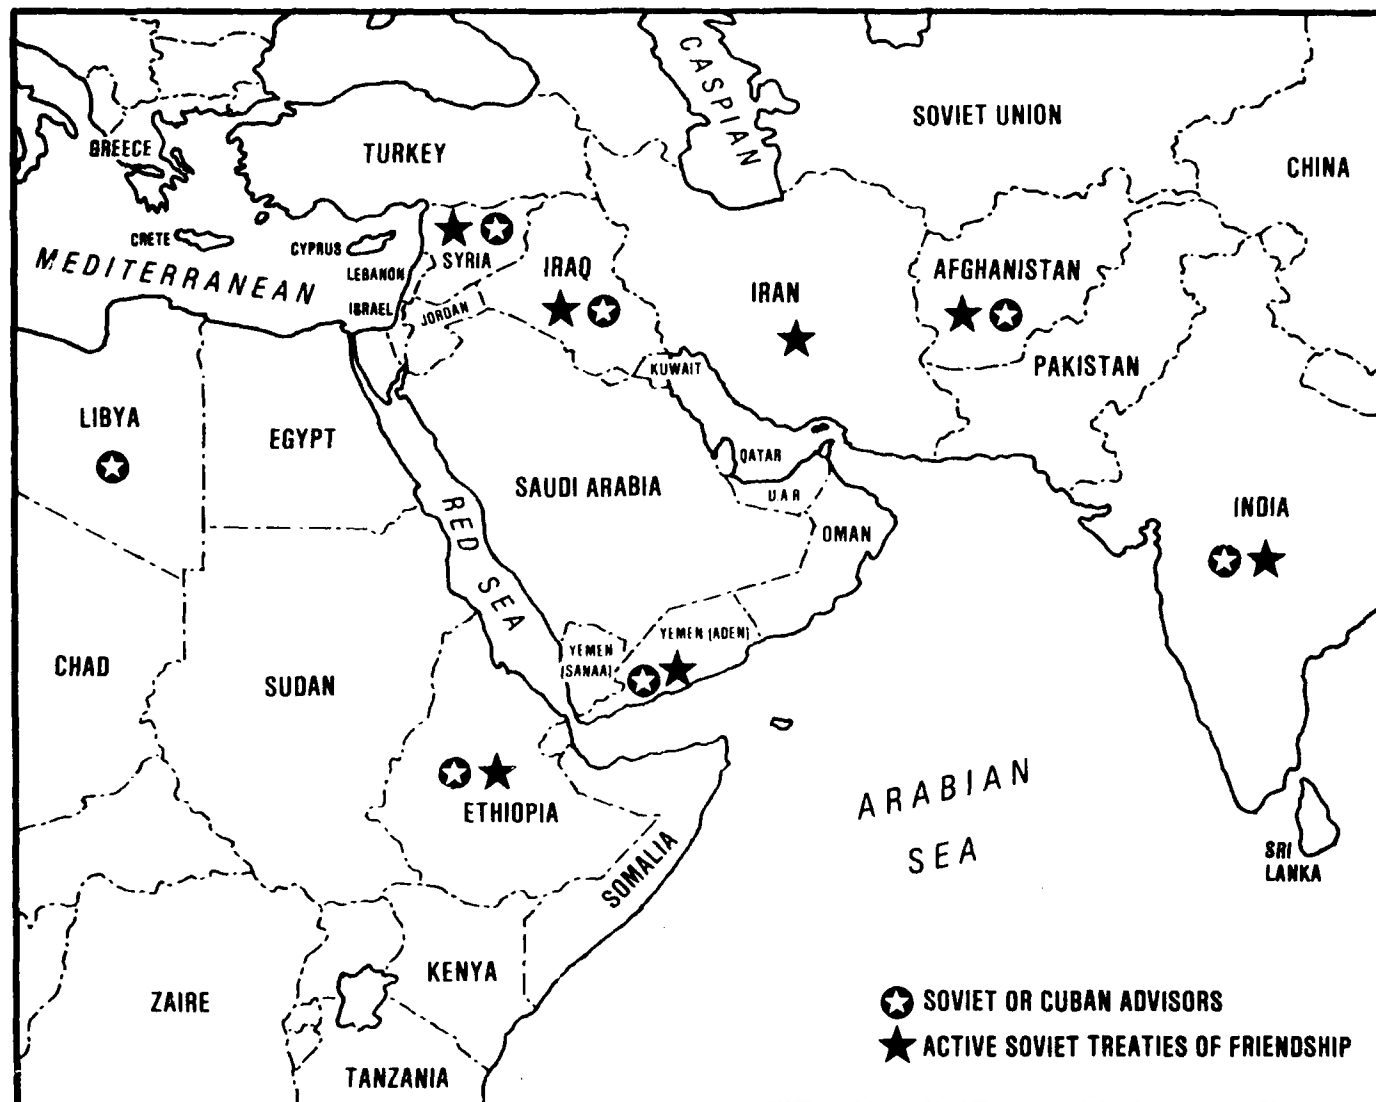 CASPIAN
SOVIET UNION
GREECE
TURKEY
CHINA
CRETE
CYPRUS
SYRIA
MEDITERRANEAN
LEBANON
IRAQ
IRAN
AFGHANISTAN
ISRAEL
JORDAN
KUWAIT
PAKISTAN
LIBYA
EGYPT
QATAR
SAUDI ARABIA
U.A.R
RED SEA
OMAN
INDIA
YEMEN (ADEN)
YEMEN
(SANAA)
CHAD
SUDAN
ETHIOPIA
ARABIAN
SEA
SOMALIA
SRI
LANKA
KENYA
ZAIRE
SOVIET OR CUBAN ADVISORS
ACTIVE SOVIET TREATIES OF FRIENDSHIP
TANZANIA